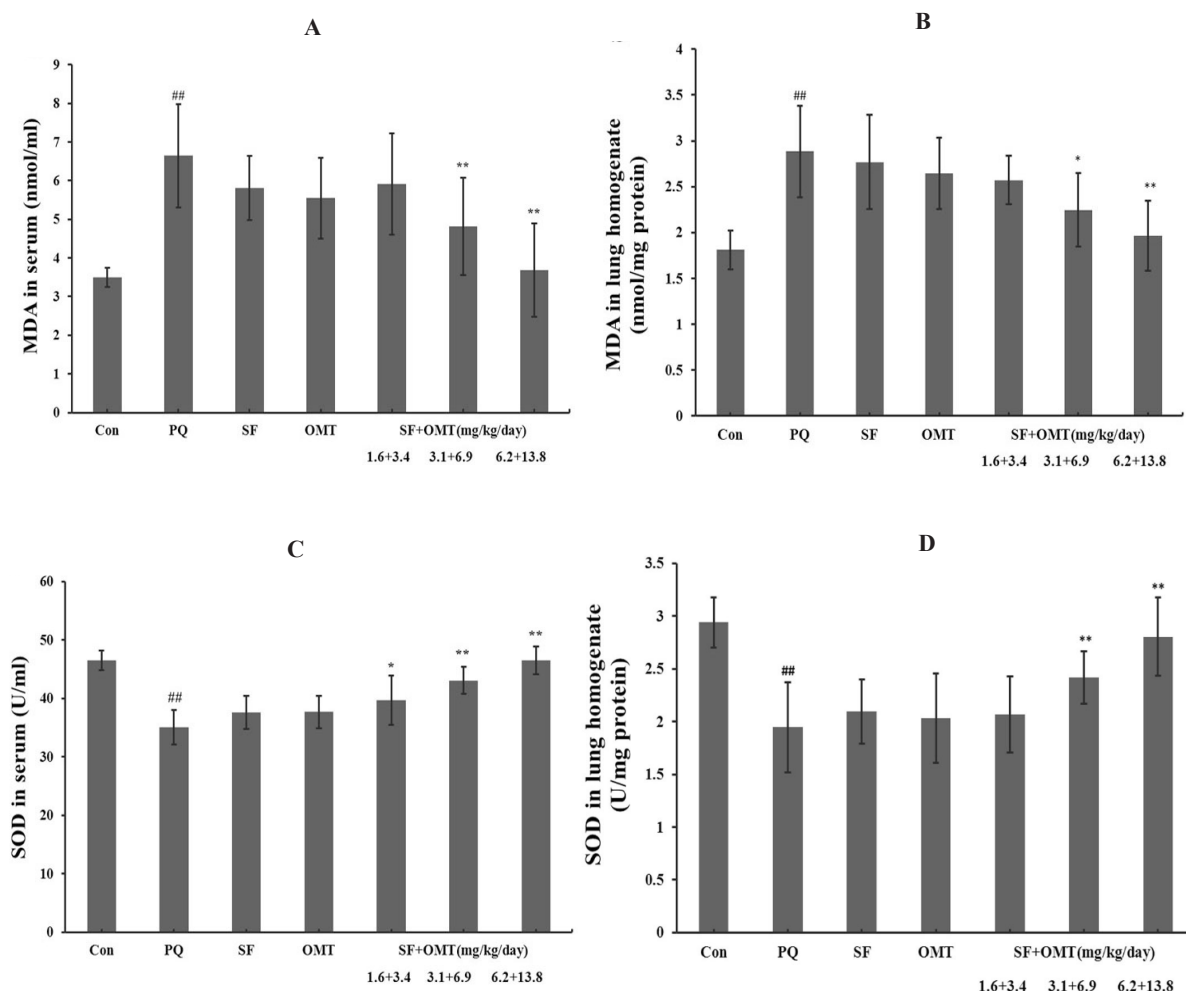 A
MDA in serum (nmol/ml)
9
8
7
6
5
4
3
2
1
0
##
**
**
Con PQ SF OMT SF+OMT(mg/kg/day)
1.6+3.4 3.1+6.9 6.2+13.8
B
MDA in lung homogenate
(nmol/mg protein)
4
3.5
3
2.5
2
1.5
1
0.5
0
##
*
**
Con PQ SF OMT SF+OMT(mg/kg/day)
1.6+3.4 3.1+6.9 6.2+13.8
C
SOD in serum (U/ml)
60
50
40
30
20
10
0
##
*
**
**
Con PQ SF OMT SF+OMT(mg/kg/day)
1.6+3.4 3.1+6.9 6.2+13.8
D
SOD in lung homogenate
(U/mg protein)
3.5
3
2.5
2
1.5
1
0.5
0
##
**
**
Con PQ SF OMT SF+OMT(mg/kg/day)
1.6+3.4 3.1+6.9 6.2+13.8